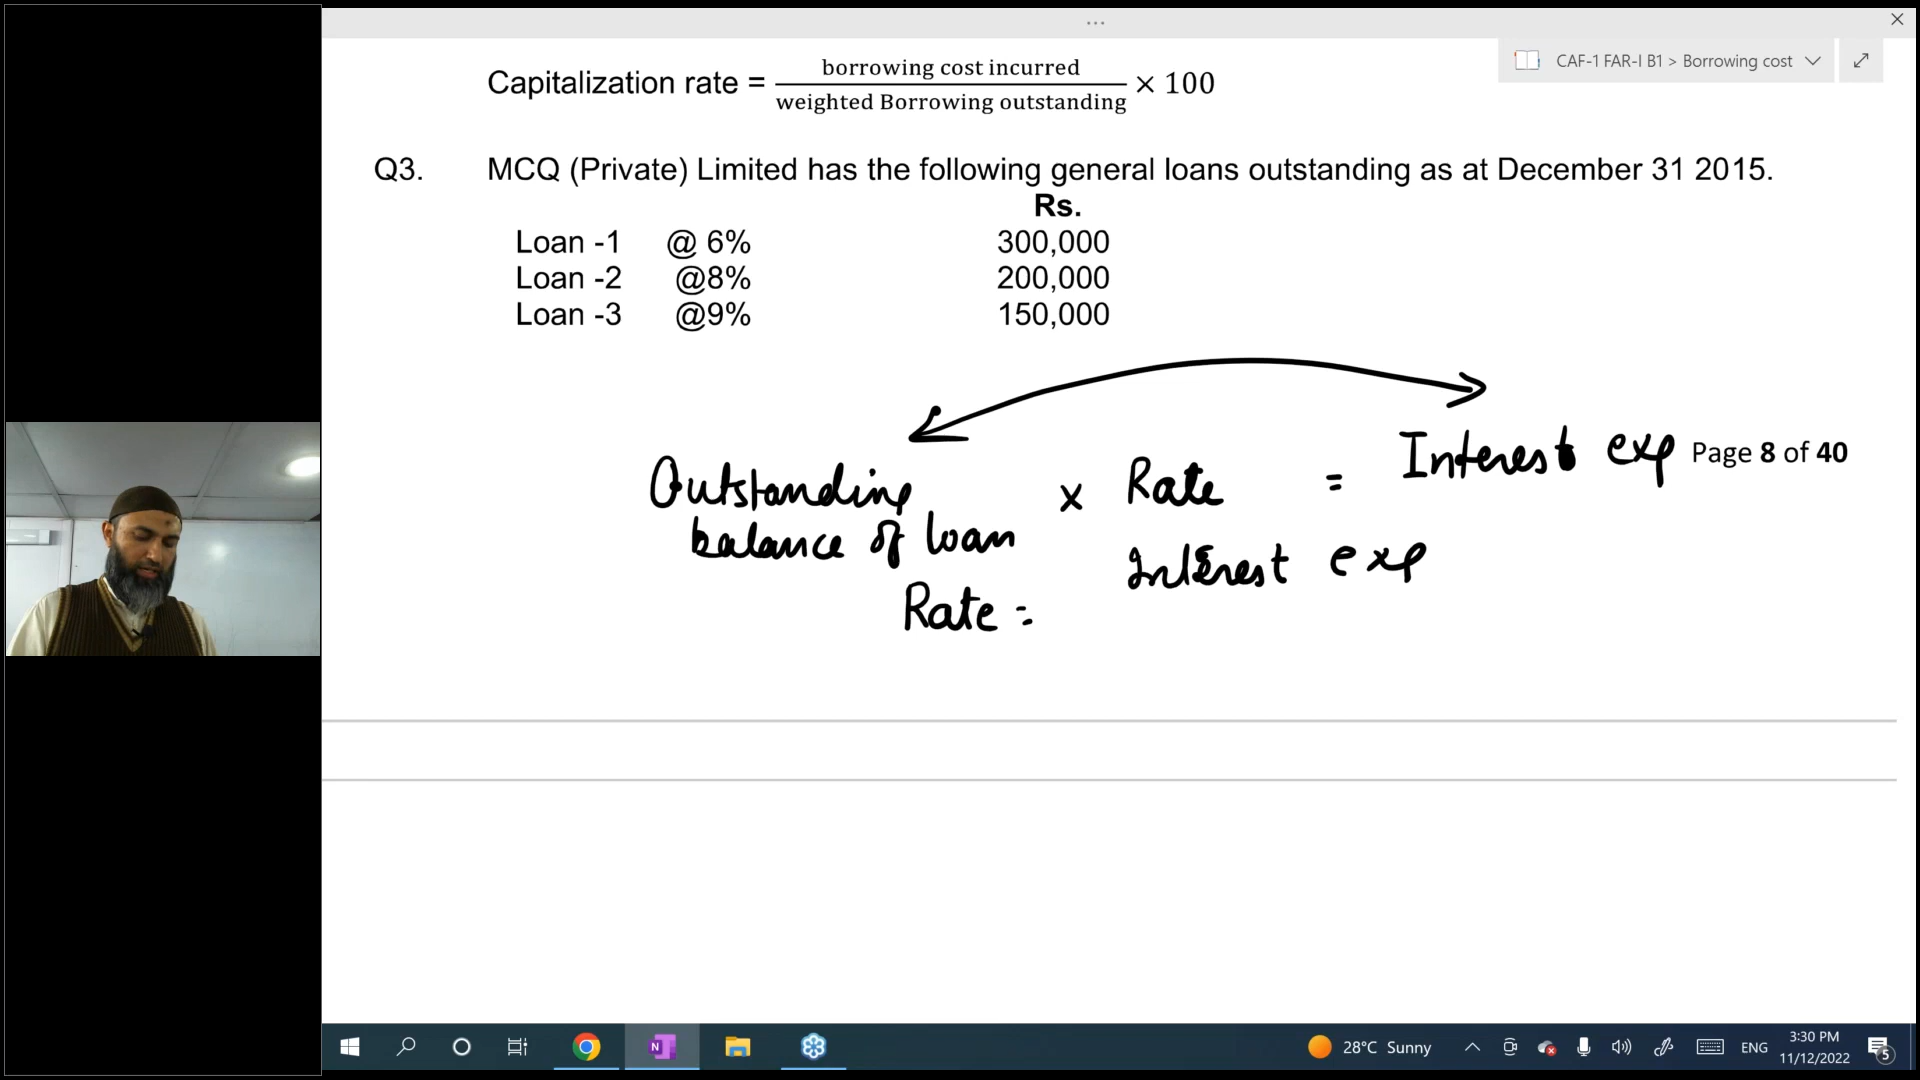 CAF-1 FAR-I B1 > Borrowing cost
Capitalization rate = borrowing cost incurred / weighted Borrowing outstanding × 100
Q3. MCQ (Private) Limited has the following general loans outstanding as at December 31 2015.
Rs.
Loan -1 @ 6% 300,000
Loan -2 @8% 200,000
Loan -3 @9% 150,000
Outstanding balance of loan × Rate = Interest exp
Page 8 of 40
Interest exp
Rate =
28°C Sunny
ENG
3:30 PM
11/12/2022
5